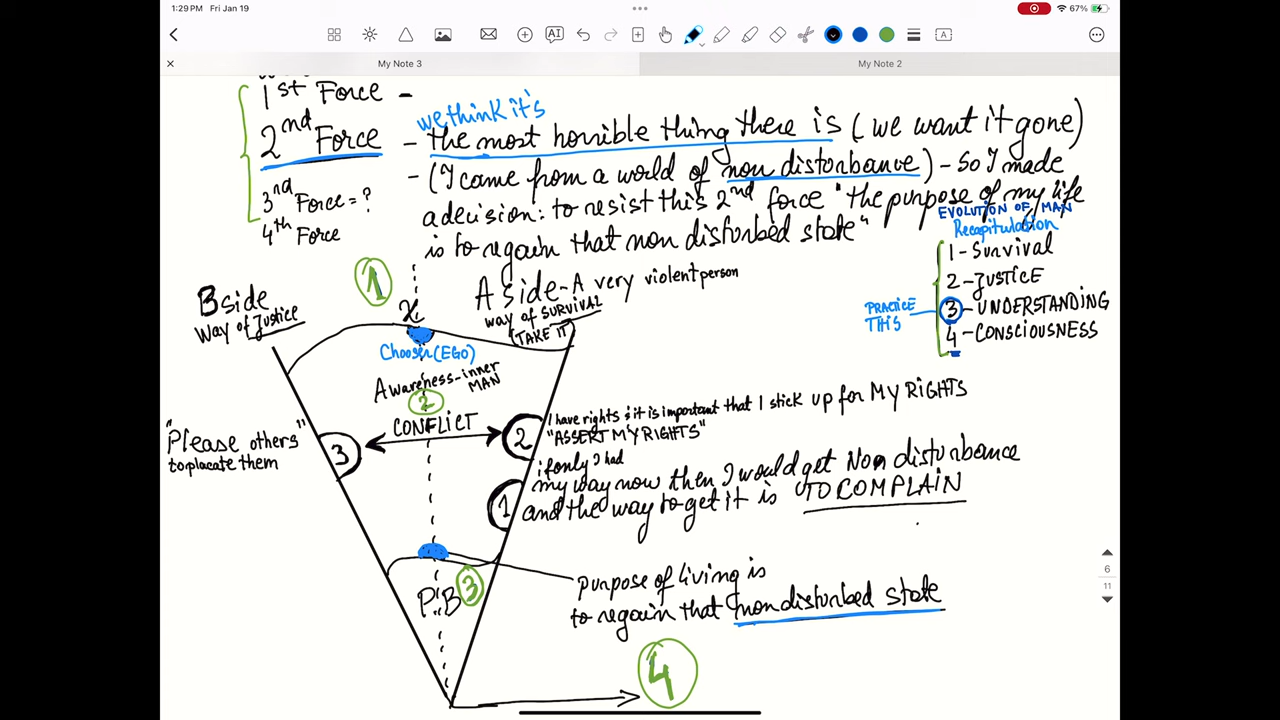 1:29 PM Fri Jan 19
67%
My Note 3
My Note 2
1st Force -
we think it's
2nd Force - the most horrible thing there is (we want it gone)
- (I came from a world of non disturbance) - So I made
3rd Force = ?
a decision: to resist this 2nd force "the purpose of my life
4th Force
is to regain that non disturbed state"
EVOLUTION OF MAN
Recapitulation
1 - Survival
2 - JUSTICE
PRACTICE THIS
3 - UNDERSTANDING
4 - CONSCIOUSNESS
1
B side
Way of Justice
X
A side - A very violent person
way of SURVIVAL
(TAKE IT)
Chooser (EGO)
Awareness - inner MAN
2
CONFLICT
"Please others"
to placate them
3
2
I have rights & it is important that I stick up for MY RIGHTS
"ASSERT MY RIGHTS"
if only I had
my way now then I would get Non disturbance
1
and the way to get it is TO COMPLAIN
6
11
P.B
3
purpose of living is
to regain that non disturbed state
4